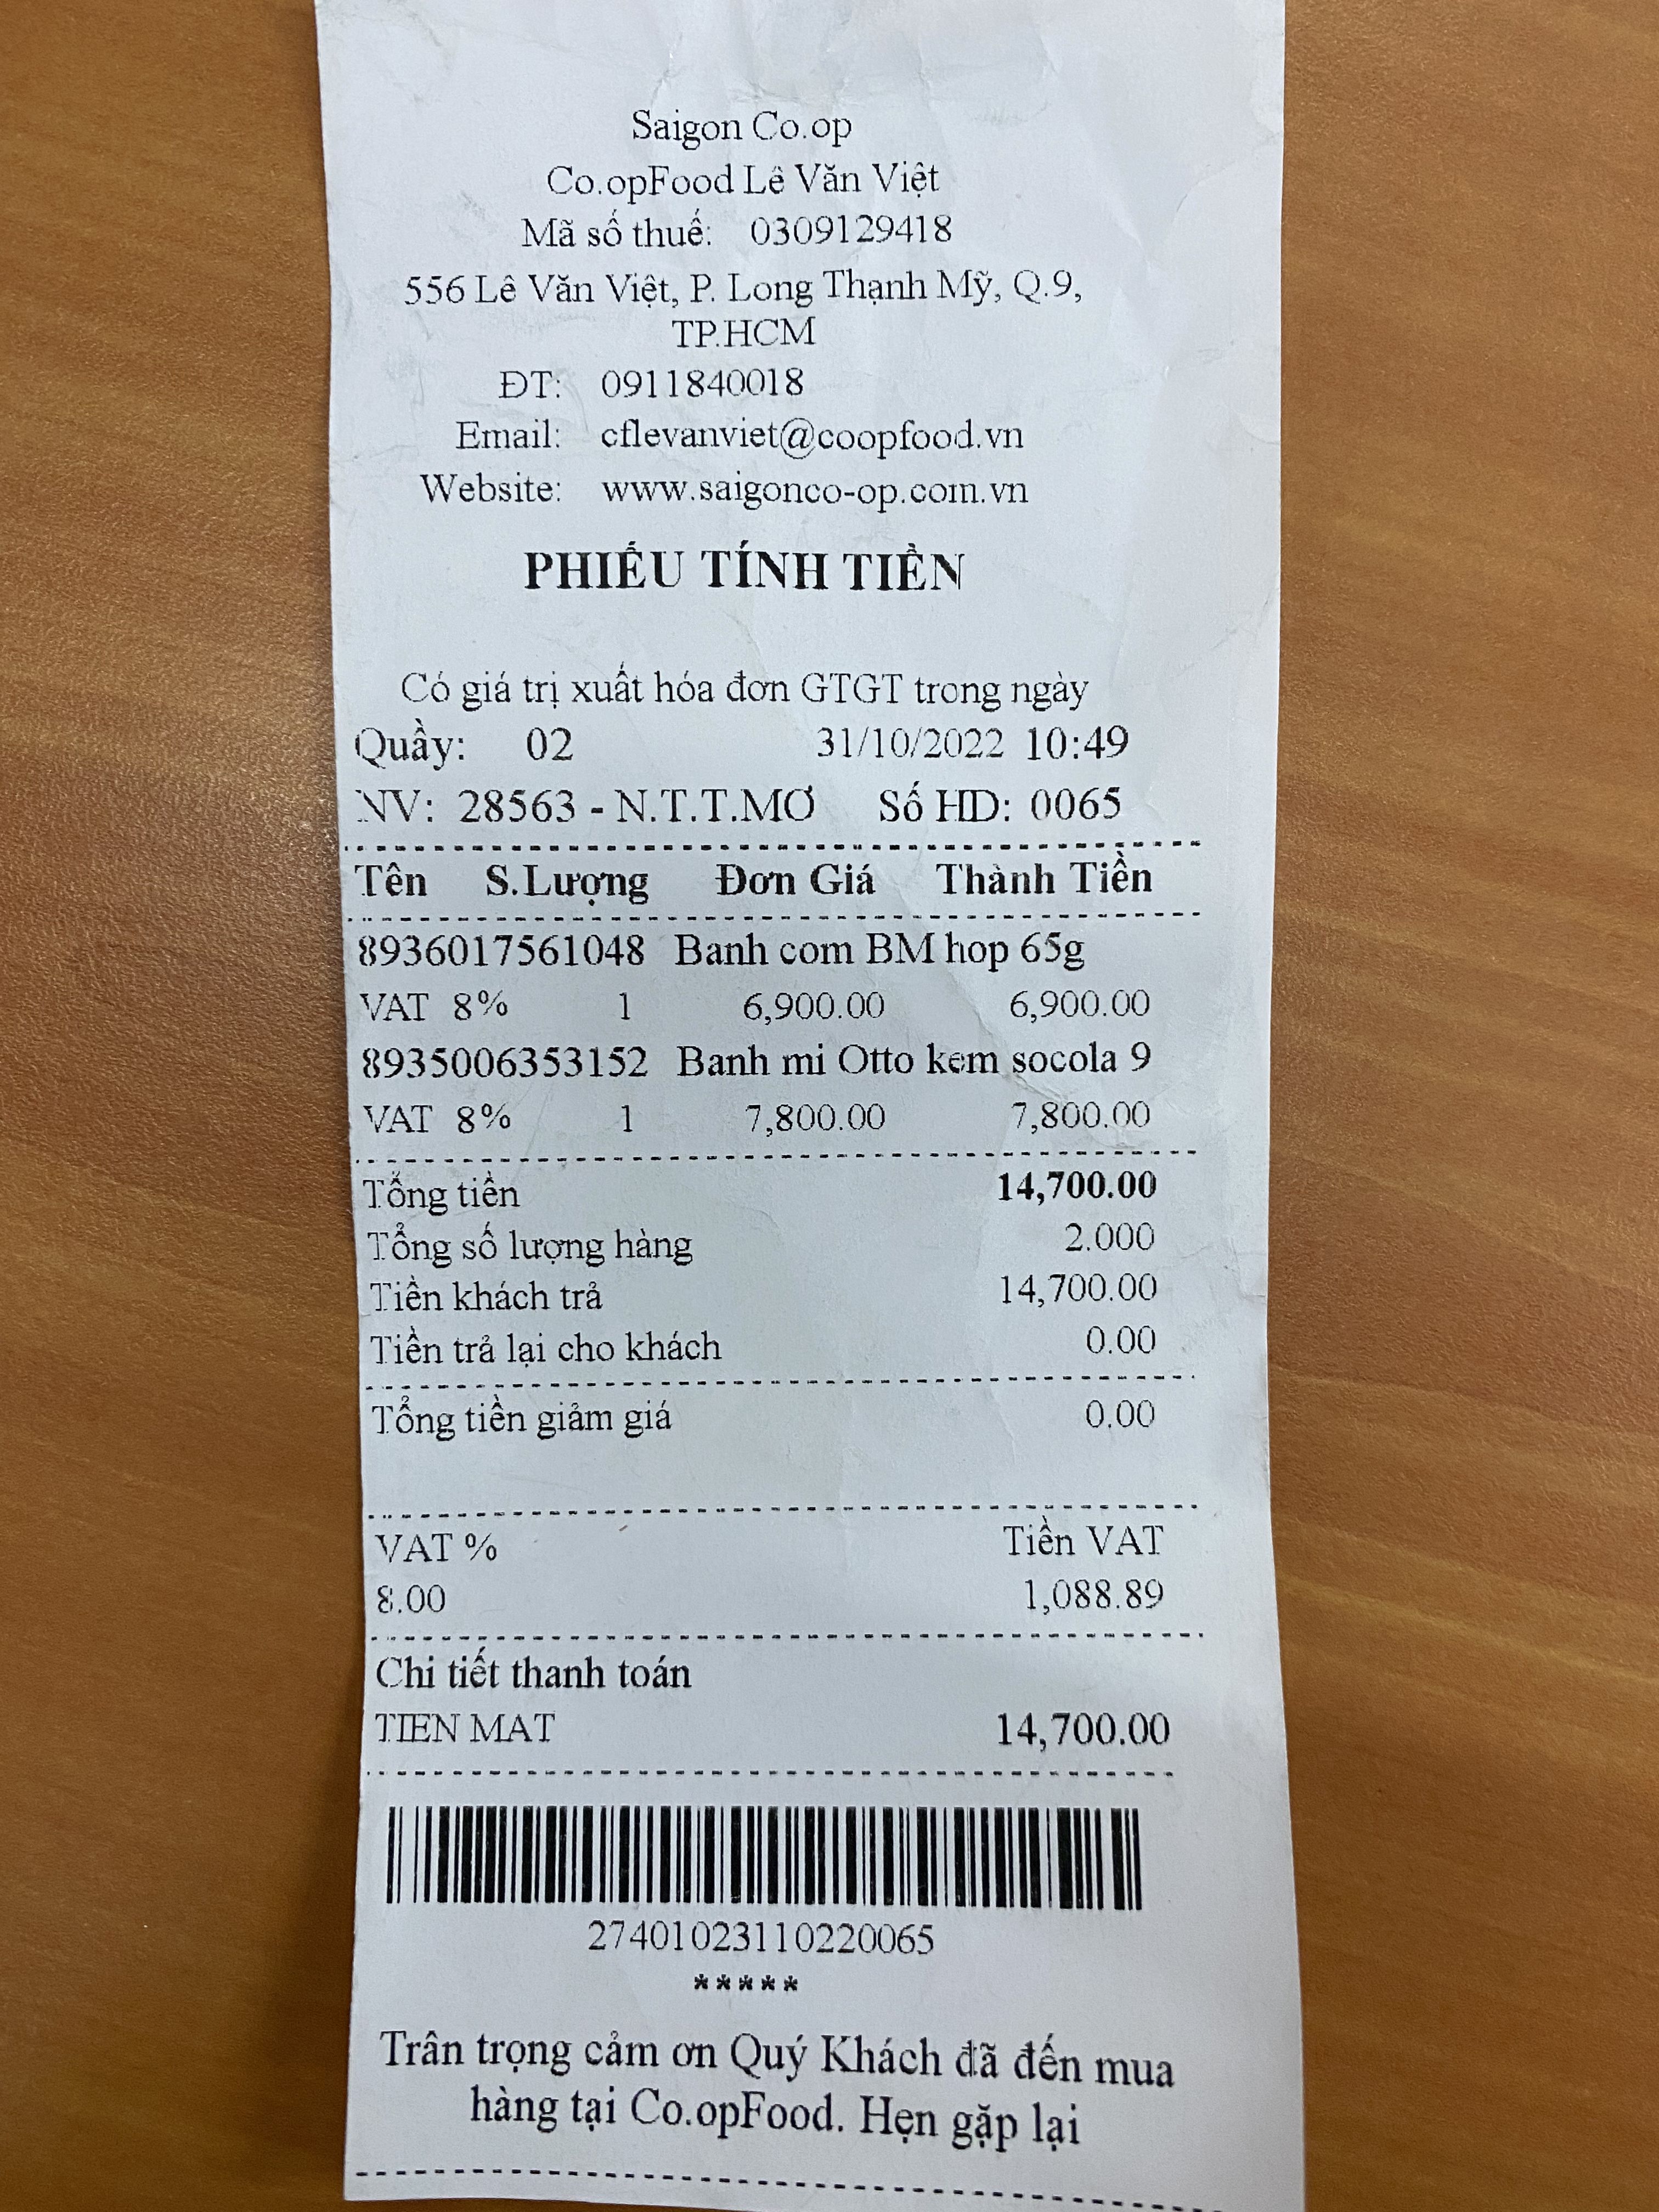 Saigon Co.op
Co.opFood Lê Văn Việt
Mã số thuế: 0309129418
556 Lê Văn Việt, P. Long Thạnh Mỹ, Q.9,
TP.HCM
ĐT: 0911840018
Email: cflevanviet@coopfood.vn
Website: www.saigonco-op.com.vn
PHIẾU TÍNH TIỀN
Có giá trị xuất hóa đơn GTGT trong ngày
Quầy: 02 31/10/2022 10:49
NV: 28563 - N.T.T.MƠ Số HD: 0065
Tên S.Lượng Đơn Giá Thành Tiền
8936017561048 Banh com BM hop 65g
VAT 8% 1 6,900.00 6,900.00
8935006353152 Banh mi Otto kem socola 9
VAT 8% 1 7,800.00 7,800.00
Tổng tiền 14,700.00
Tổng số lượng hàng 2.000
Tiền khách trả 14,700.00
Tiền trả lại cho khách 0.00
Tổng tiền giảm giá 0.00
VAT % Tiền VAT
8.00 1,088.89
Chi tiết thanh toán
TIEN MAT 14,700.00
27401023110220065
*****
Trân trọng cảm ơn Quý Khách đã đến mua
hàng tại Co.opFood. Hẹn gặp lại